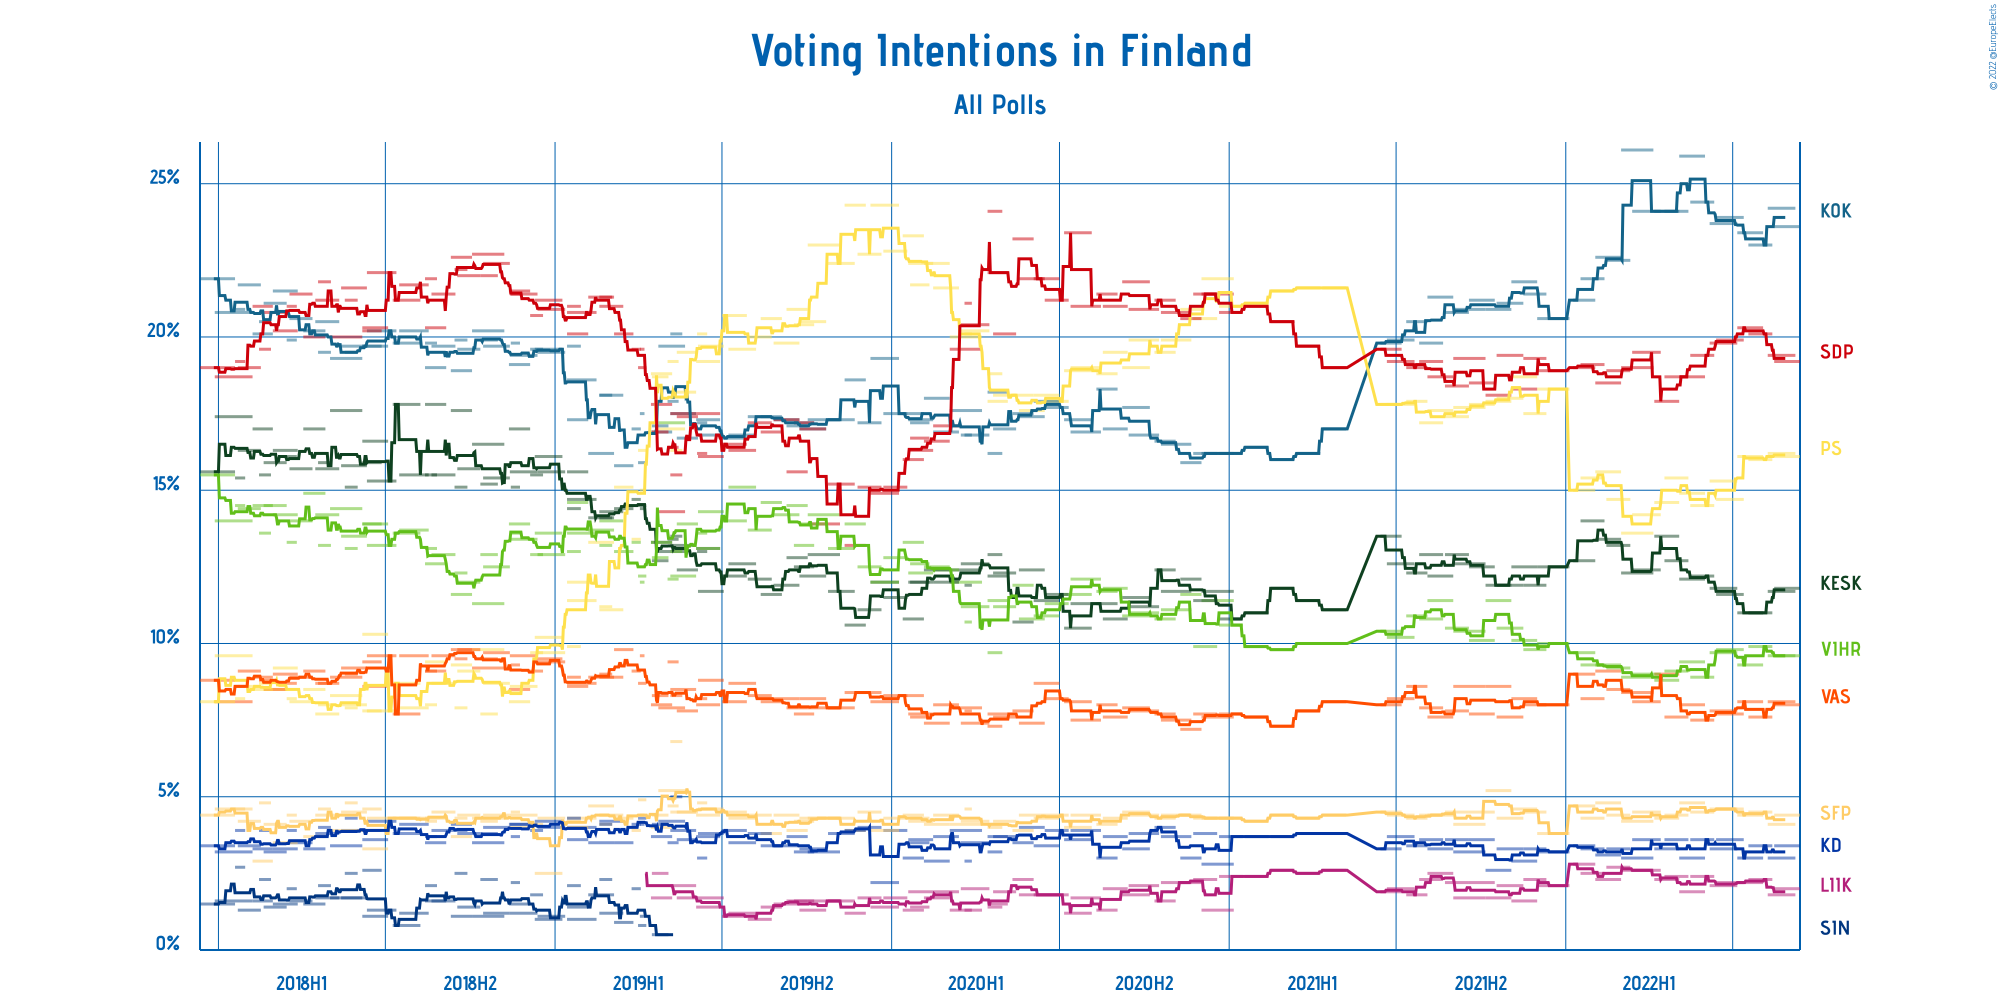 © 2022 @EuropeElects
Voting Intentions in Finland
All Polls
25%
20%
15%
10%
5%
0%
KOK
SDP
PS
KESK
VIHR
VAS
SFP
KD
LIIK
SIN
2018H1
2018H2
2019H1
2019H2
2020H1
2020H2
2021H1
2021H2
2022H1